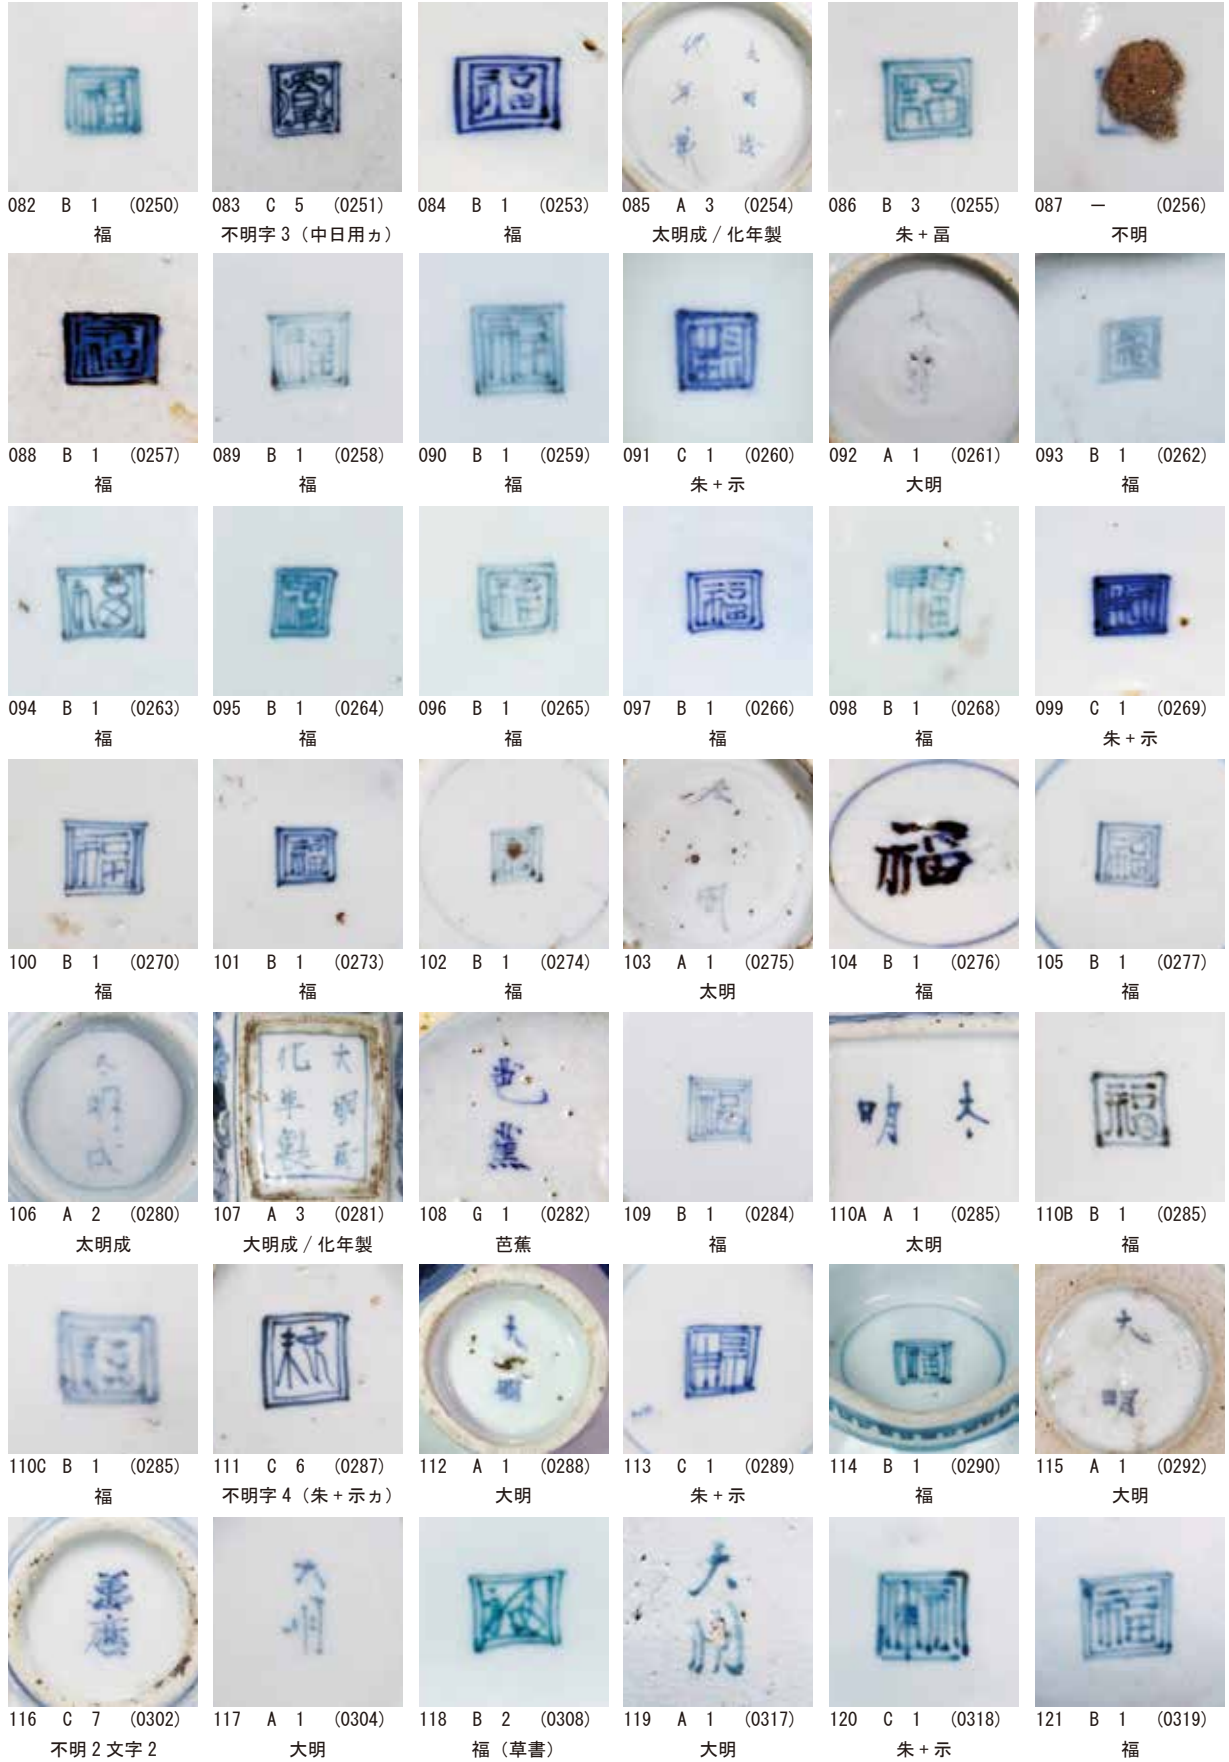 082 B 1 (0250) 083 C 5 (0251) 084 B 1 (0253) 085 A 3 (0254) 086 B 3 (0255) 087 － (0256)
福 不明字3（中日用ヵ） 福 太明成 / 化年製 朱+畐 不明
088 B 1 (0257) 089 B 1 (0258) 090 B 1 (0259) 091 C 1 (0260) 092 A 1 (0261) 093 B 1 (0262)
福 福 福 朱+示 大明 福
094 B 1 (0263) 095 B 1 (0264) 096 B 1 (0265) 097 B 1 (0266) 098 B 1 (0268) 099 C 1 (0269)
福 福 福 福 福 朱+示
100 B 1 (0270) 101 B 1 (0273) 102 B 1 (0274) 103 A 1 (0275) 104 B 1 (0276) 105 B 1 (0277)
福 福 福 太明 福 福
106 A 2 (0280) 107 A 3 (0281) 108 G 1 (0282) 109 B 1 (0284) 110A A 1 (0285) 110B B 1 (0285)
太明成 大明成 / 化年製 芭蕉 福 太明 福
110C B 1 (0285) 111 C 6 (0287) 112 A 1 (0288) 113 C 1 (0289) 114 B 1 (0290) 115 A 1 (0292)
福 不明字4（朱+示ヵ） 大明 朱+示 福 大明
116 C 7 (0302) 117 A 1 (0304) 118 B 2 (0308) 119 A 1 (0317) 120 C 1 (0318) 121 B 1 (0319)
不明2文字2 大明 福（草書） 大明 朱+示 福